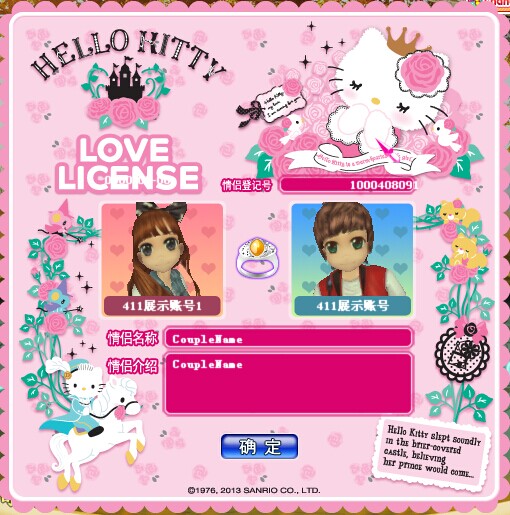 HELLO KITTY
LOVE
LICENSE
情侣登记号 1000408091
411展示账号1
411展示账号
情侣名称 CoupleName
情侣介绍 CoupleName
确 定
Hello Kitty slept soundly
in the brier-covered
castle, believing
her prince would come...
©1976, 2013 SANRIO CO., LTD.